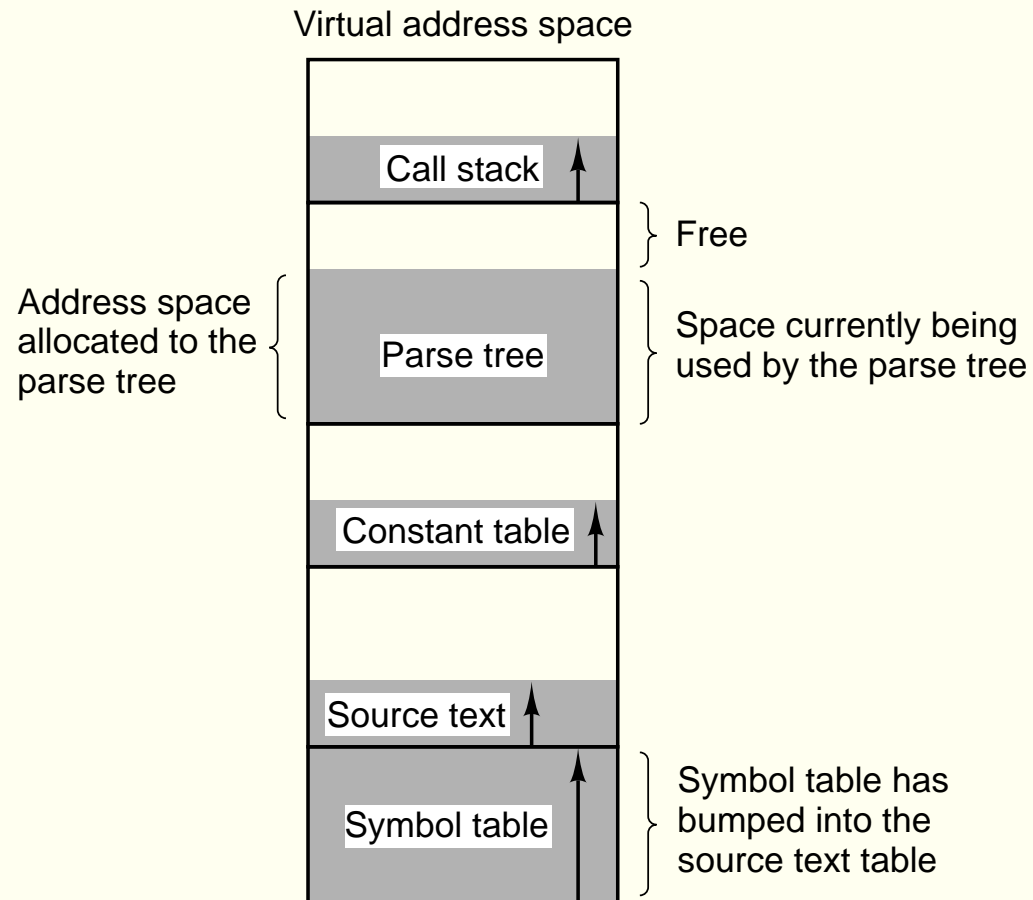 Virtual address space
Call stack
Free
Address space
allocated to the
parse tree
Parse tree
Space currently being
used by the parse tree
Constant table
Source text
Symbol table
Symbol table has
bumped into the
source text table